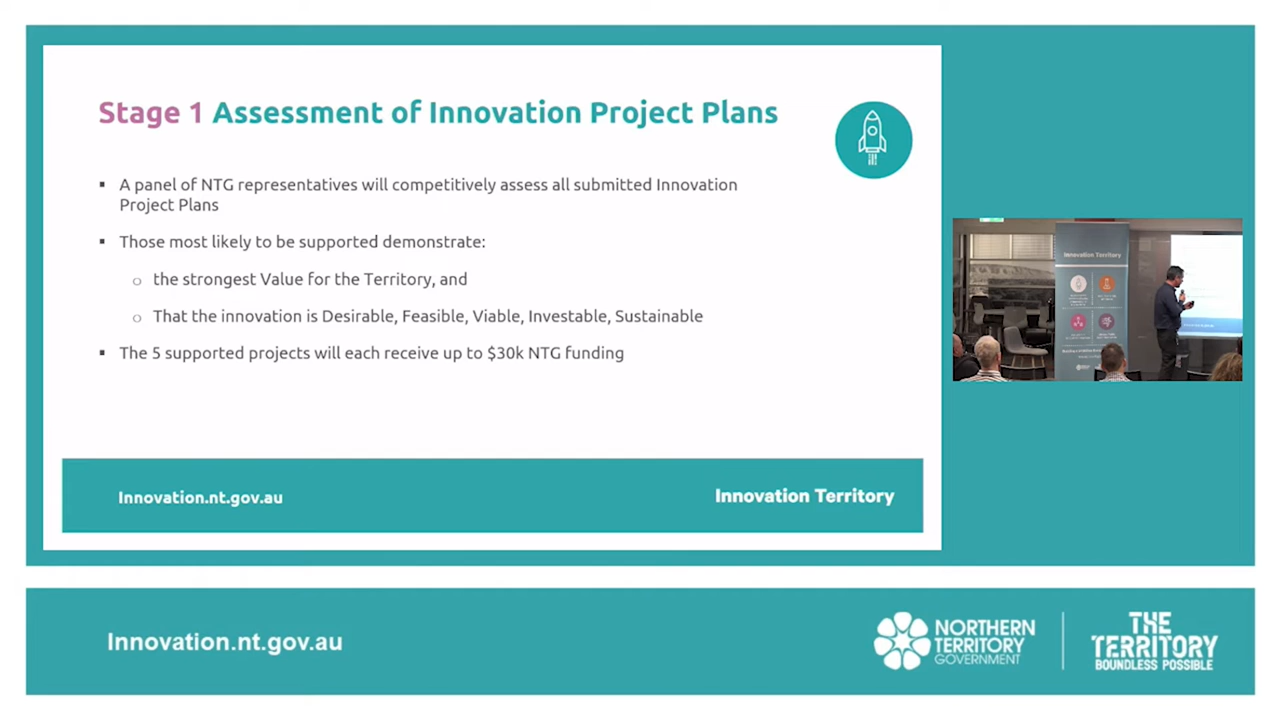 Stage 1 Assessment of Innovation Project Plans
▪ A panel of NTG representatives will competitively assess all submitted Innovation
Project Plans
▪ Those most likely to be supported demonstrate:
o the strongest Value for the Territory, and
o That the innovation is Desirable, Feasible, Viable, Investable, Sustainable
▪ The 5 supported projects will each receive up to $30k NTG funding
Innovation.nt.gov.au
Innovation Territory
Innovation Territory
Innovation.nt.gov.au
NORTHERN
TERRITORY
GOVERNMENT
THE
TERRITORY
BOUNDLESS POSSIBLE